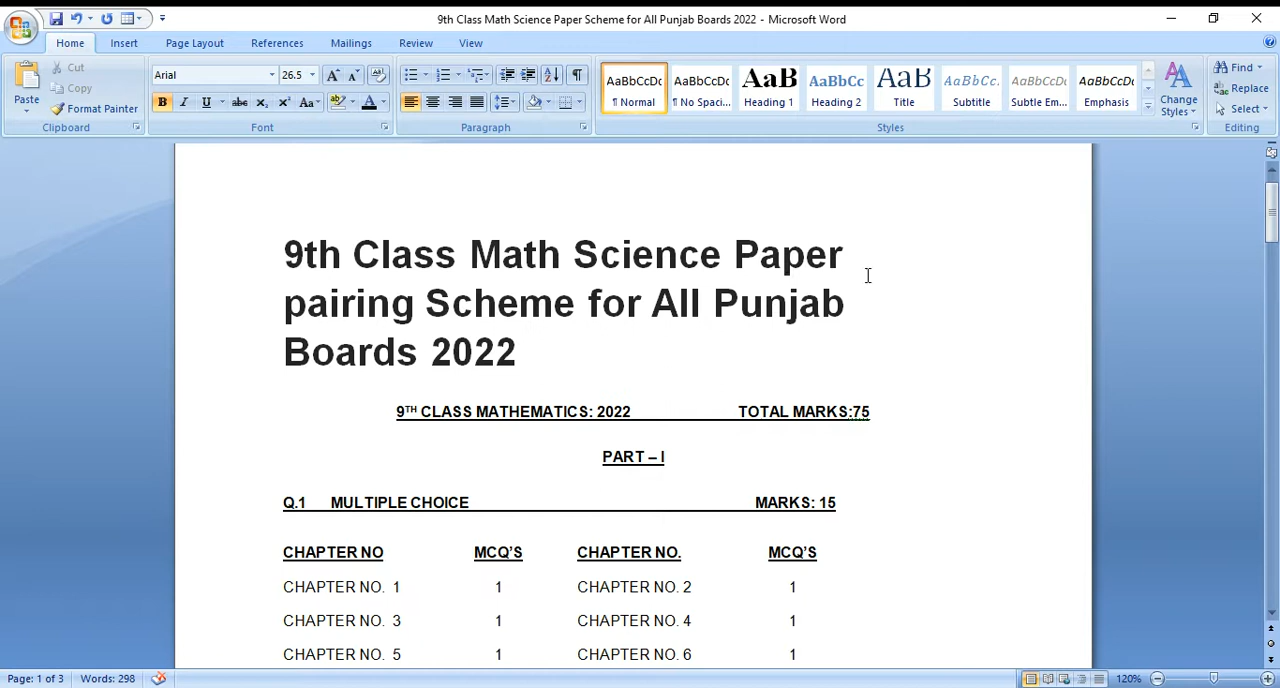 9th Class Math Science Paper Scheme for All Punjab Boards 2022 - Microsoft Word
Home Insert Page Layout References Mailings Review View
Paste
Cut
Copy
Format Painter
Clipboard
Arial 26.5
Font
Paragraph
AaBbCcDc AaBbCcDc AaB AaBbCc AaB AaBbCc. AaBbCcDc AaBbCcDc
¶ Normal ¶ No Spaci... Heading 1 Heading 2 Title Subtitle Subtle Em... Emphasis
Change Styles
Styles
Find
Replace
Select
Editing
9th Class Math Science Paper
pairing Scheme for All Punjab
Boards 2022
9TH CLASS MATHEMATICS: 2022 TOTAL MARKS:75
PART – I
Q.1 MULTIPLE CHOICE MARKS: 15
CHAPTER NO MCQ’S CHAPTER NO. MCQ’S
CHAPTER NO. 1 1 CHAPTER NO. 2 1
CHAPTER NO. 3 1 CHAPTER NO. 4 1
CHAPTER NO. 5 1 CHAPTER NO. 6 1
Page: 1 of 3 Words: 298 120%